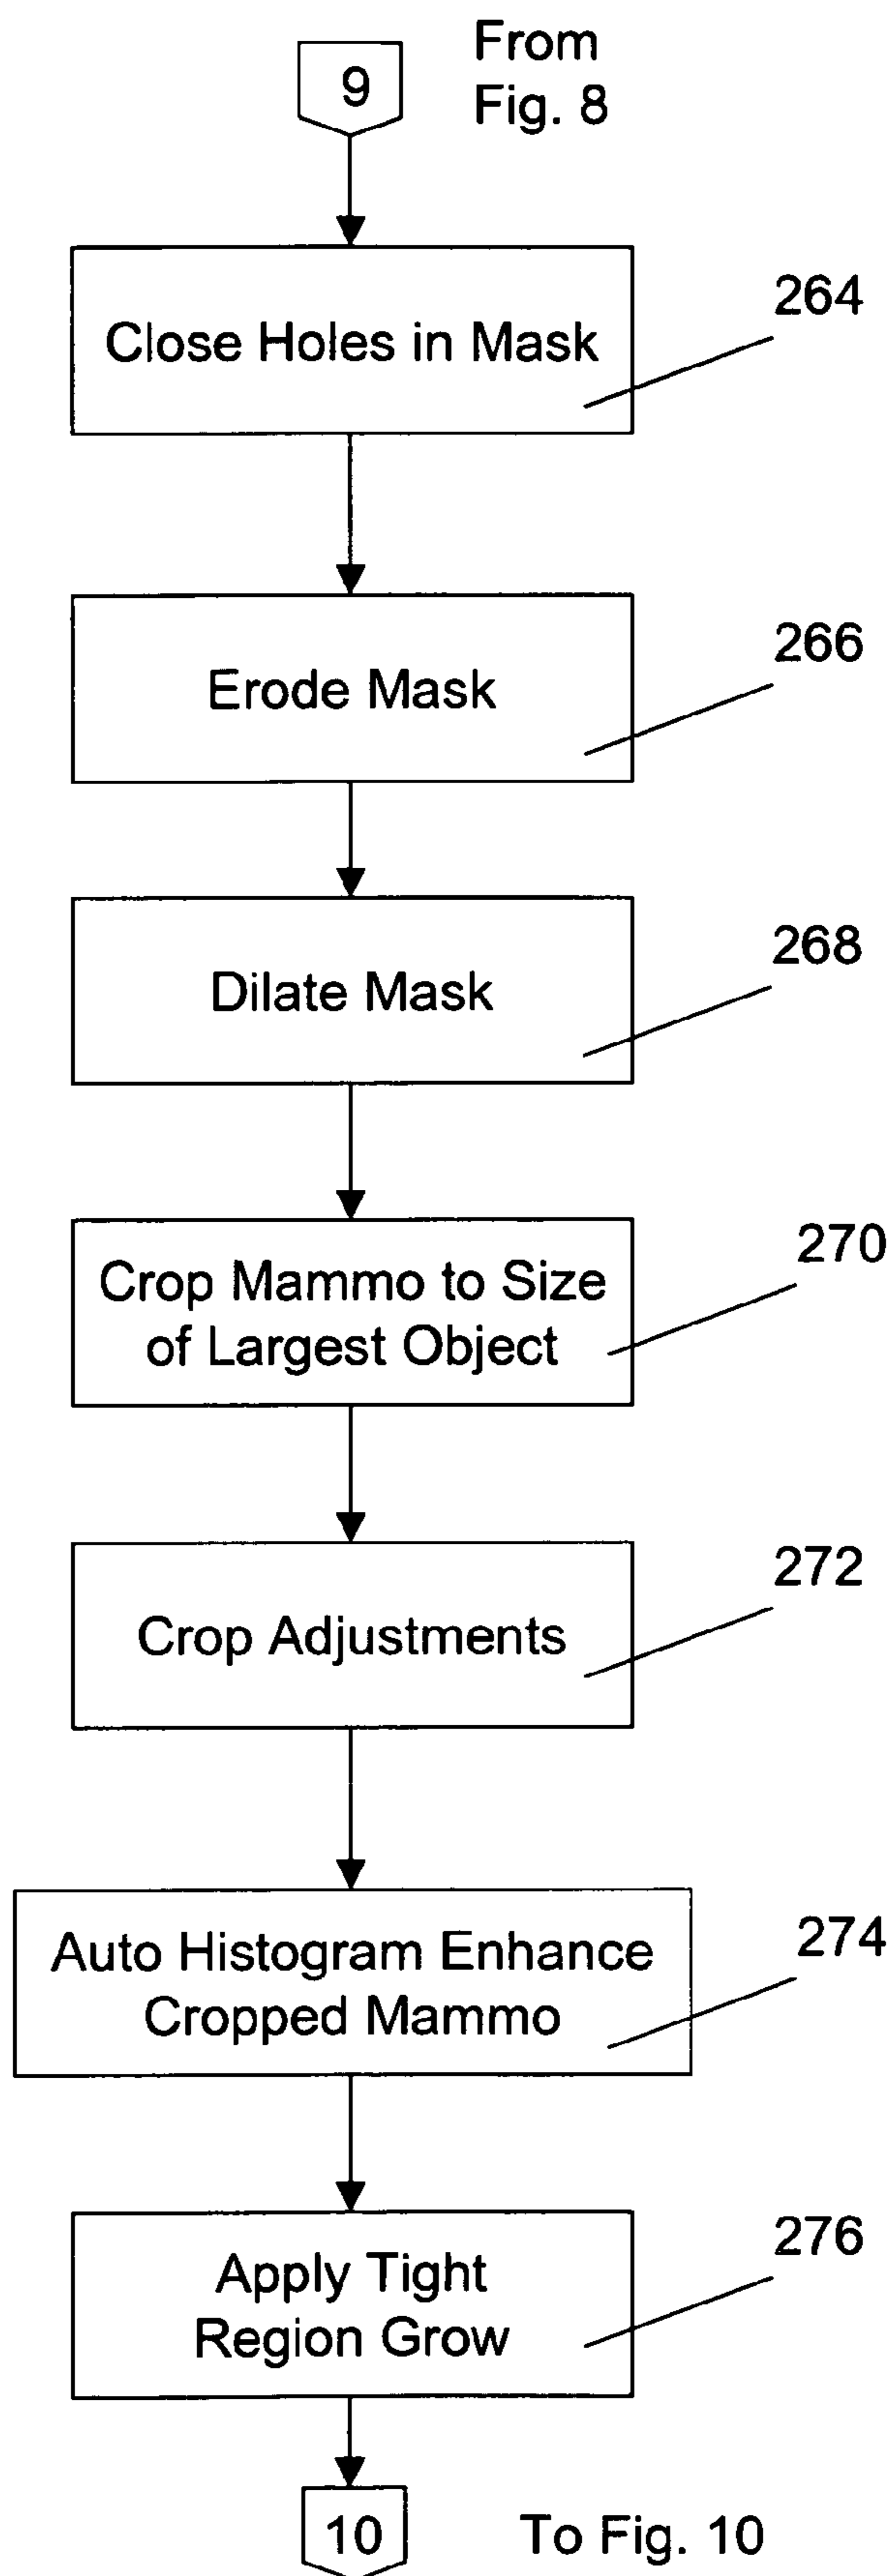 From
Fig. 8
9
264
Close Holes in Mask
266
Erode Mask
268
Dilate Mask
270
Crop Mammo to Size
of Largest Object
272
Crop Adjustments
274
Auto Histogram Enhance
Cropped Mammo
276
Apply Tight
Region Grow
10
To Fig. 10